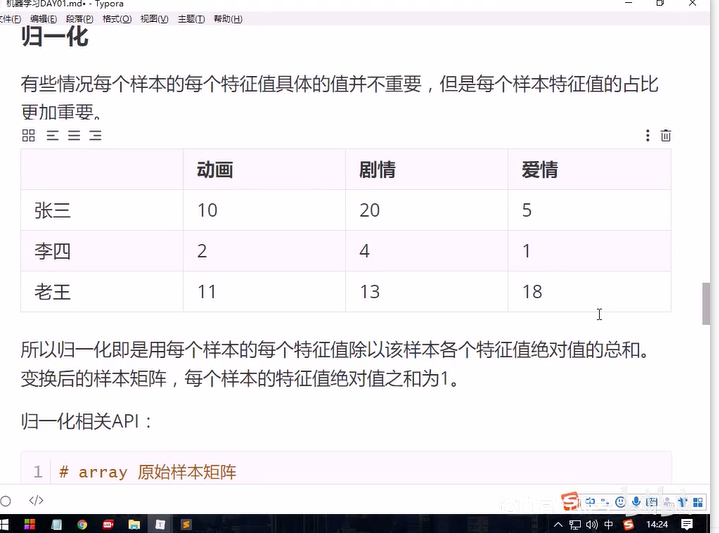 机器学习DAY01.md• - Typora
文件(F) 编辑(E) 段落(P) 格式(O) 视图(V) 主题(T) 帮助(H)
归一化
有些情况每个样本的每个特征值具体的值并不重要，但是每个样本特征值的占比
更加重要。
动画 剧情 爱情
张三 10 20 5
李四 2 4 1
老王 11 13 18
所以归一化即是用每个样本的每个特征值除以该样本各个特征值绝对值的总和。
变换后的样本矩阵，每个样本的特征值绝对值之和为1。
归一化相关API：
1 # array 原始样本矩阵
</> 
中
中 14:24